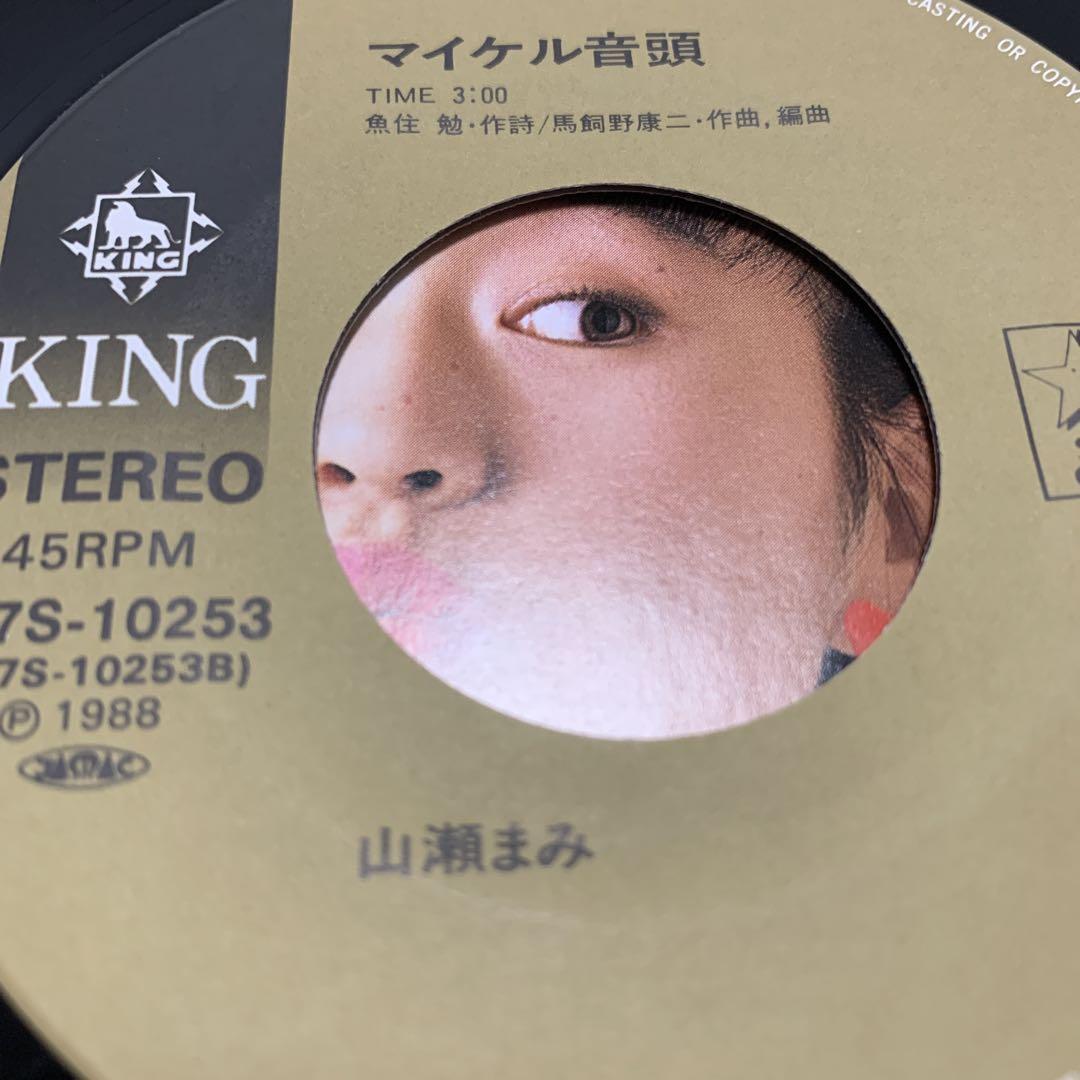 CASTING OR COPY
マイケル音頭
TIME 3:00
魚住 勉・作詩/馬飼野康二・作曲,編曲
KING
KING
STEREO
45RPM
7S-10253
7S-10253B)
Ⓟ 1988
山瀬まみ